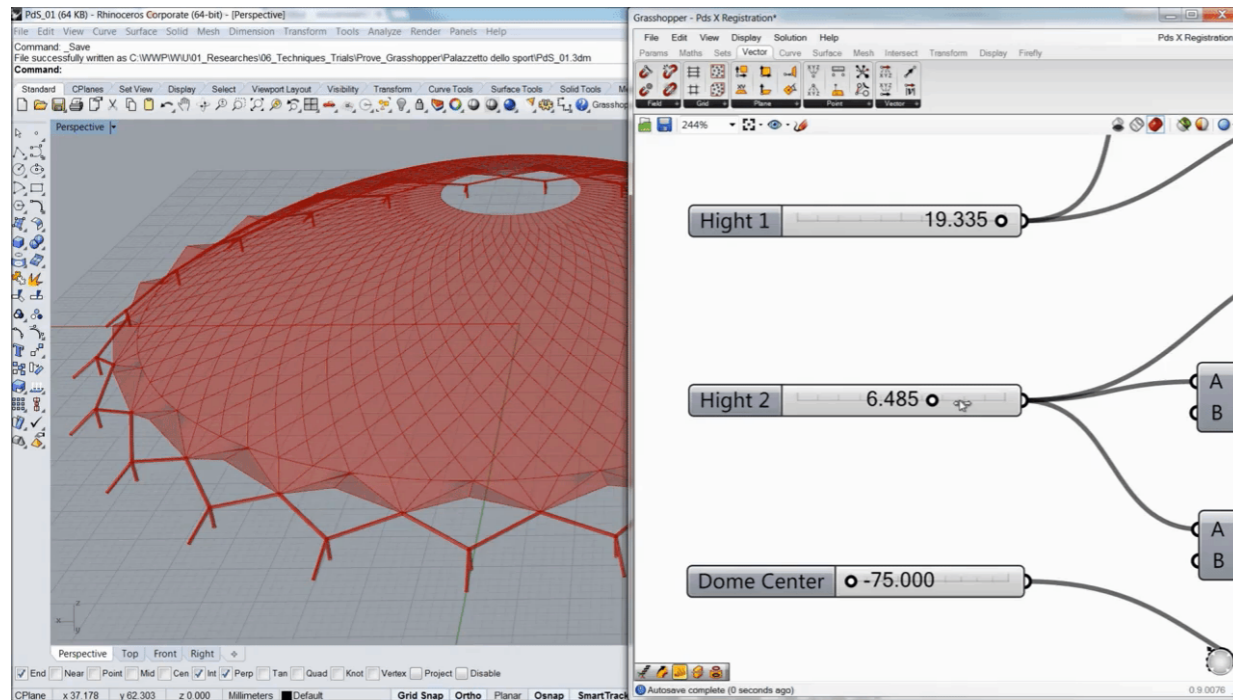 PdS_01 (64 KB) - Rhinoceros Corporate (64-bit) - [Perspective]
File Edit View Curve Surface Solid Mesh Dimension Transform Tools Analyze Render Panels Help
Command: _Save
File successfully written as C:\WWP\WIU\01_Researches\06_Techniques_Trials\Prove_Grasshopper\Palazzetto dello sport\PdS_01.3dm
Command:
Standard CPlanes Set View Display Select Viewport Layout Visibility Transform Curve Tools Surface Tools Solid Tools Me
Grasshop
Perspective
z
x
y
Perspective Top Front Right
End Near Point Mid Cen Int Perp Tan Quad Knot Vertex Project Disable
CPlane x 37.178 y 62.303 z 0.000 Millimeters Default Grid Snap Ortho Planar Osnap SmartTrack
Grasshopper - Pds X Registration*
File Edit View Display Solution Help Pds X Registration
Params Maths Sets Vector Curve Surface Mesh Intersect Transform Display Firefly
Field Grid Plane Point Vector
244%
Hight 1 19.335
Hight 2 6.485
A
B
A
B
Dome Center -75.000
Autosave complete (0 seconds ago) 0.9.0076